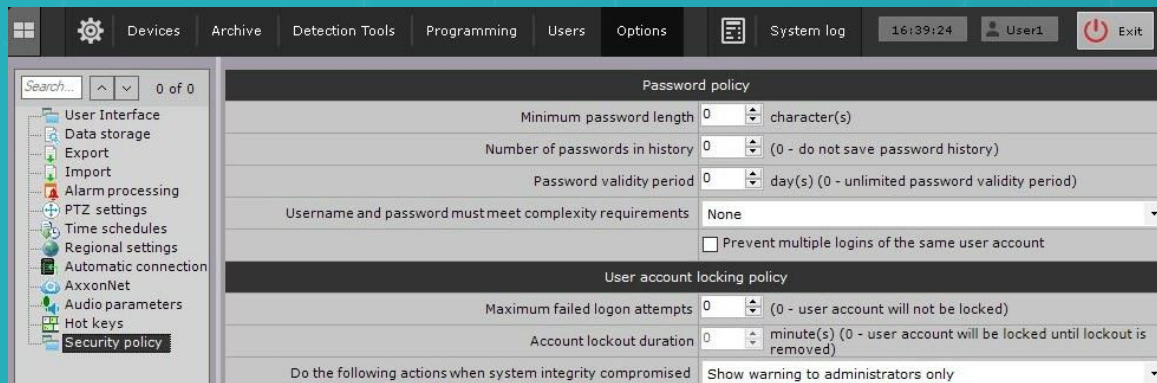 Devices
Archive
Detection Tools
Programming
Users
Options
System log
16:39:24
User1
Exit
Search...
0 of 0
User Interface
Data storage
Export
Import
Alarm processing
PTZ settings
Time schedules
Regional settings
Automatic connection
AxxonNet
Audio parameters
Hot keys
Security policy
Password policy
Minimum password length 0 character(s)
Number of passwords in history 0 (0 - do not save password history)
Password validity period 0 day(s) (0 - unlimited password validity period)
Username and password must meet complexity requirements None
Prevent multiple logins of the same user account
User account locking policy
Maximum failed logon attempts 0 (0 - user account will not be locked)
Account lockout duration 0 minute(s) (0 - user account will be locked until lockout is
removed)
Do the following actions when system integrity compromised Show warning to administrators only